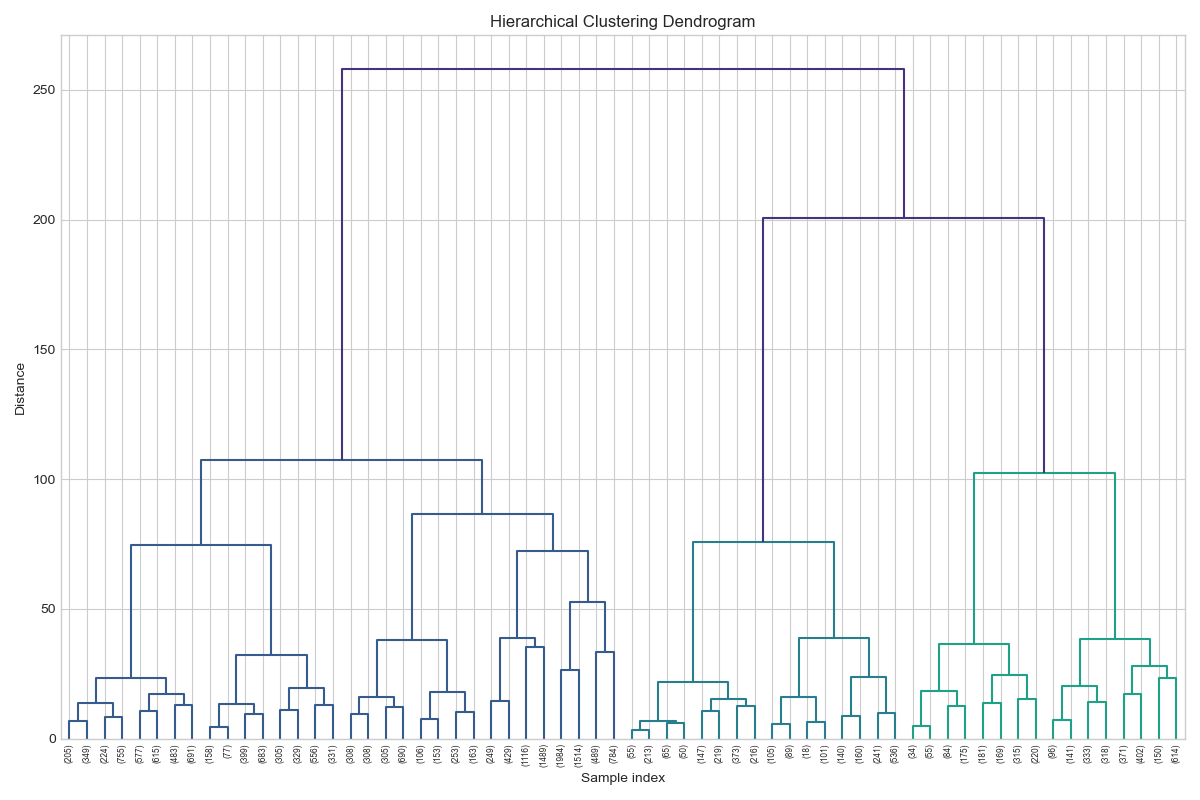 Hierarchical Clustering Dendrogram
250
200
150
100
50
0
Distance
(205) (349) (224) (755) (577) (615) (483) (691) (158) (77) (399) (683) (305) (329) (556) (331) (308) (308) (305) (690) (106) (153) (253) (163) (249) (429) (1116) (1489) (1984) (1514) (489) (784) (55) (213) (65) (50) (147) (219) (373) (216) (105) (89) (18) (101) (140) (160) (241) (536) (34) (55) (84) (175) (181) (169) (315) (220) (96) (141) (333) (318) (371) (402) (150) (614)
Sample index